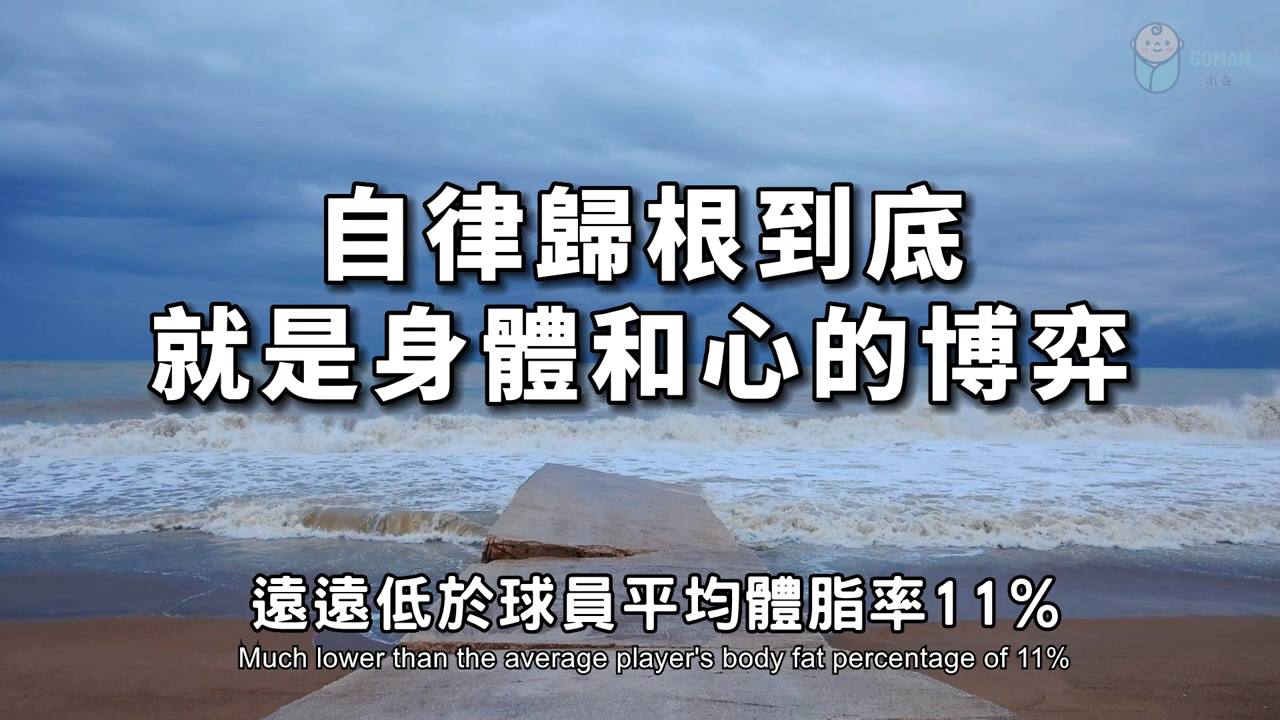 GOMAN
小白
自律歸根到底
就是身體和心的博弈
遠遠低於球員平均體脂率11%
Much lower than the average player's body fat percentage of 11%